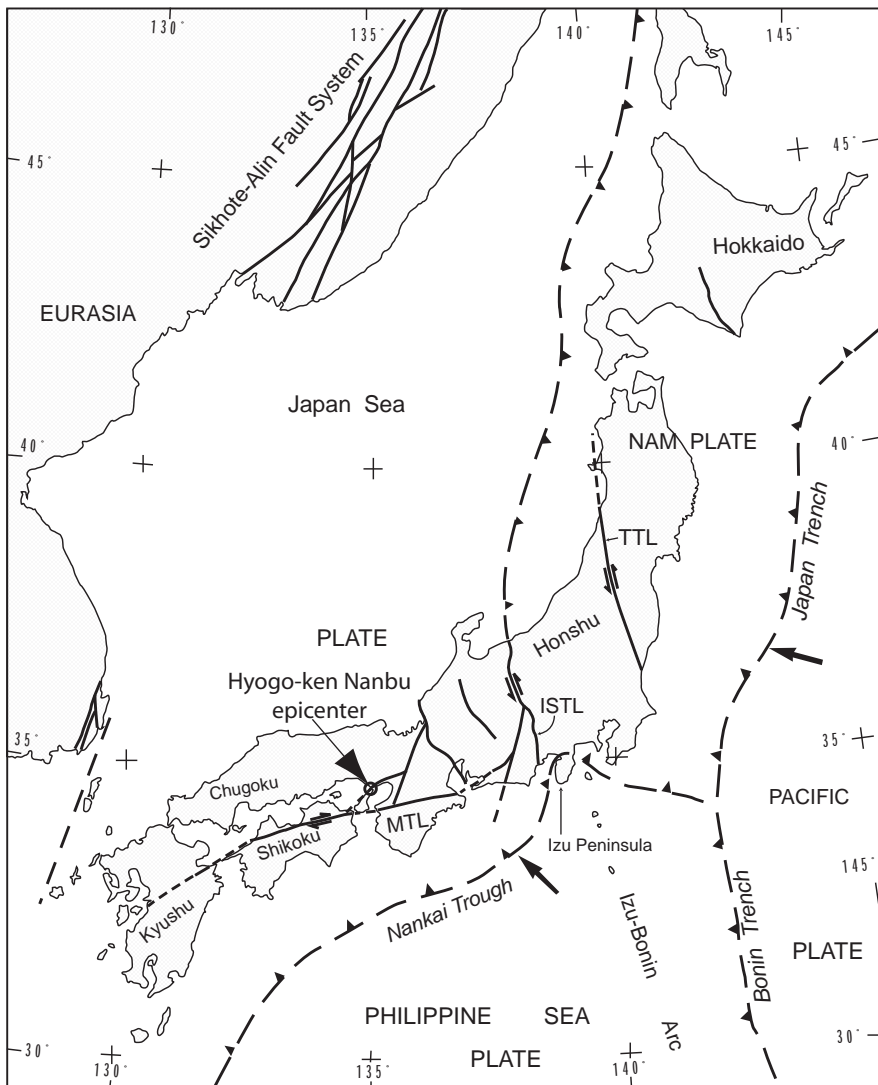 130°
135°
140°
145°
Sikhote-Alin Fault System
45°
45°
Hokkaido
EURASIA
Japan Sea
NAM PLATE
40°
40°
TTL
Japan Trench
PLATE
Honshu
Hyogo-ken Nanbu
epicenter
ISTL
35°
35°
Chugoku
PACIFIC
MTL
Shikoku
Izu Peninsula
145°
Kyushu
Nankai Trough
Izu-Bonin
Arc
Bonin Trench
PLATE
PHILIPPINE SEA
PLATE
30°
30°
130°
135°
140°